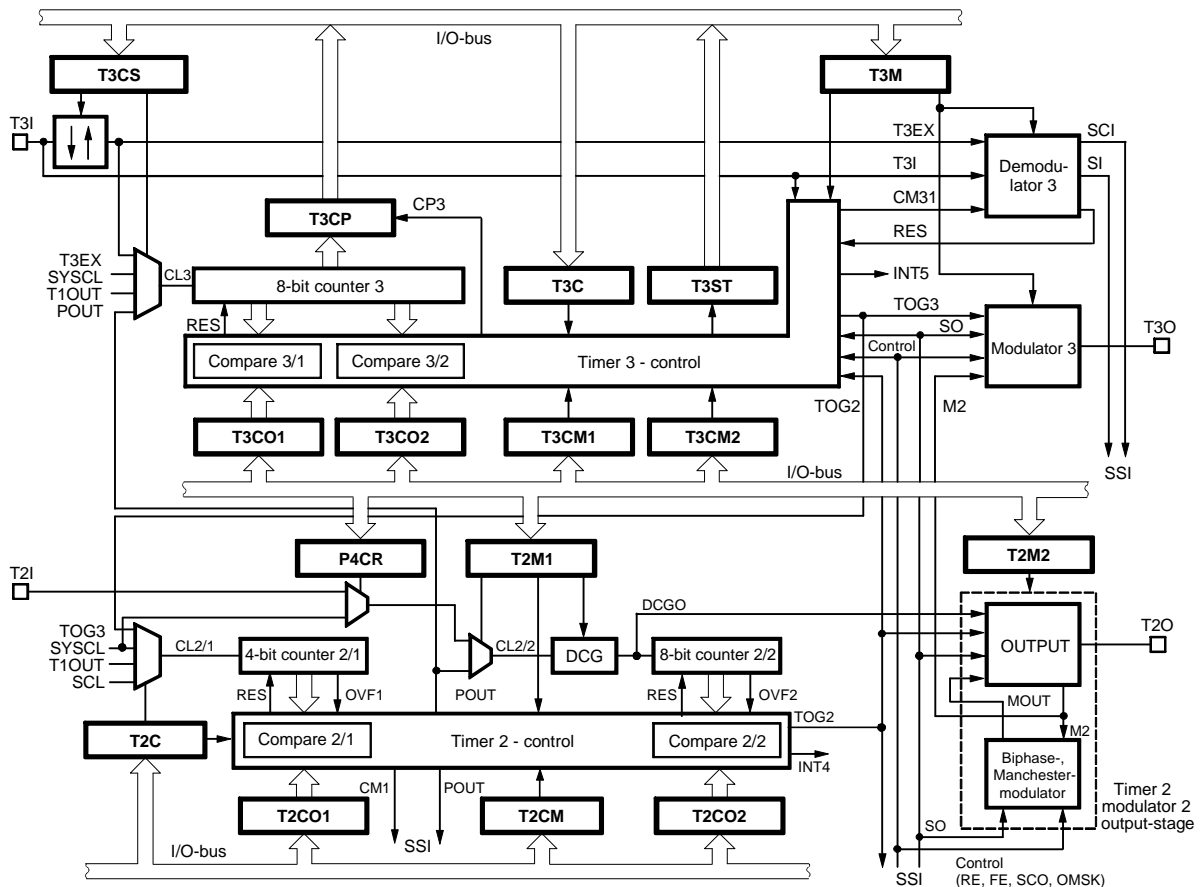 I/O-bus
T3CS
T3M
T3I
T3EX
SCI
T3I
SI
Demodu-
lator 3
T3CP
CP3
CM31
RES
T3EX
SYSCL
T1OUT
POUT
CL3
8-bit counter 3
T3C
T3ST
INT5
RES
TOG3
SO
T3O
Compare 3/1
Compare 3/2
Timer 3 - control
Control
Modulator 3
TOG2
M2
T3CO1
T3CO2
T3CM1
T3CM2
I/O-bus
SSI
P4CR
T2M1
T2M2
T2I
DCGO
TOG3
SYSCL
T1OUT
SCL
CL2/1
4-bit counter 2/1
CL2/2
DCG
8-bit counter 2/2
OUTPUT
T2O
RES
OVF1
POUT
RES
OVF2
MOUT
TOG2
T2C
Compare 2/1
Timer 2 - control
Compare 2/2
M2
INT4
Biphase-,
Manchester-
modulator
CM1
POUT
T2CO1
T2CM
T2CO2
Timer 2
modulator 2
output-stage
SSI
SO
I/O-bus
SSI
Control
(RE, FE, SCO, OMSK)